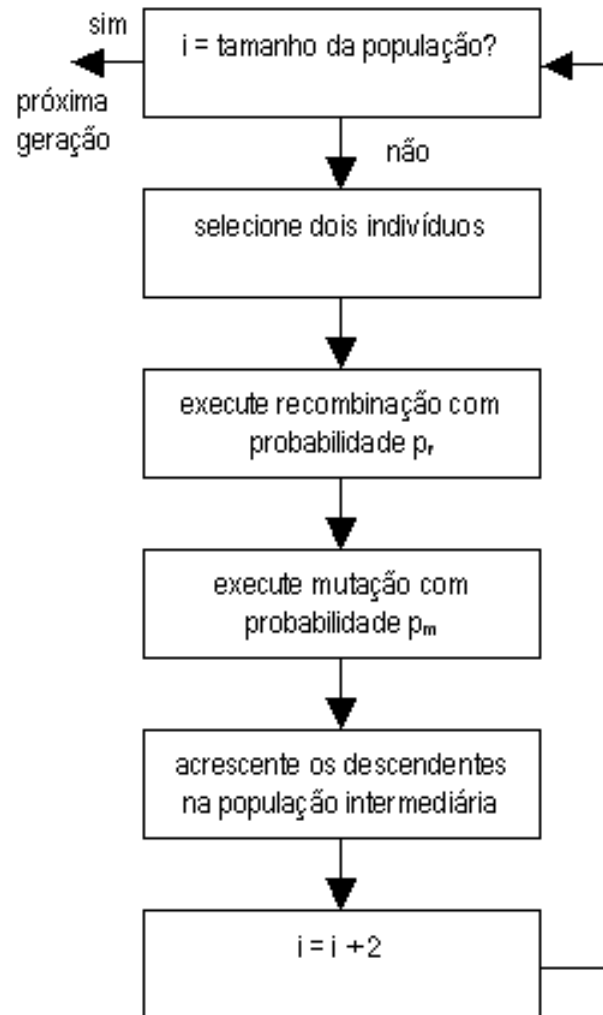 sim
i = tamanho da população?
próxima
geração
não
selecione dois indivíduos
execute recombinação com
probabilidade pᵣ
execute mutação com
probabilidade pₘ
acrescente os descendentes
na população intermediária
i = i +2